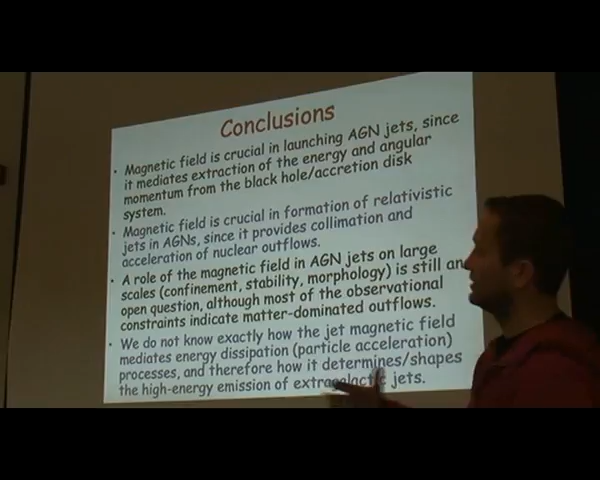 Conclusions
• Magnetic field is crucial in launching AGN jets, since
it mediates extraction of the energy and angular
momentum from the black hole/accretion disk
system.
• Magnetic field is crucial in formation of relativistic
jets in AGNs, since it provides collimation and
acceleration of nuclear outflows.
• A role of the magnetic field in AGN jets on large
scales (confinement, stability, morphology) is still an
open question, although most of the observational
constraints indicate matter-dominated outflows.
• We do not know exactly how the jet magnetic field
mediates energy dissipation (particle acceleration)
processes, and therefore how it determines/shapes
the high-energy emission of extragalactic jets.